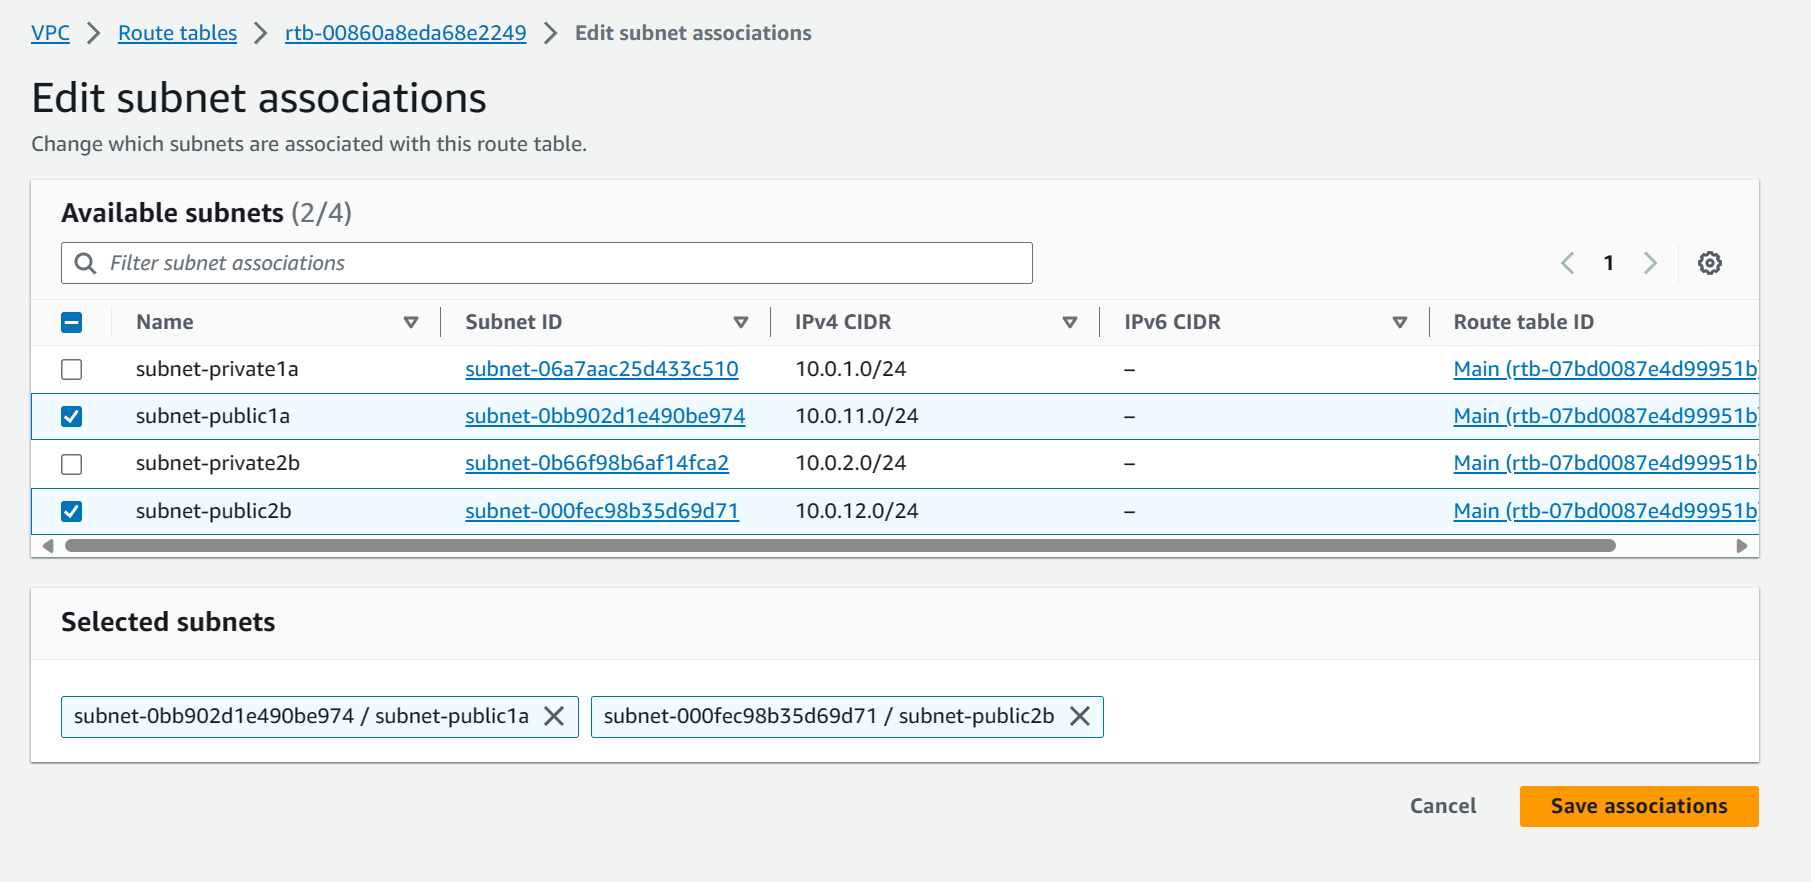 VPC > Route tables > rtb-00860a8eda68e2249 > Edit subnet associations
Edit subnet associations
Change which subnets are associated with this route table.
Available subnets (2/4)
Filter subnet associations
1
Name Subnet ID IPv4 CIDR IPv6 CIDR Route table ID
subnet-private1a subnet-06a7aac25d433c510 10.0.1.0/24 – Main (rtb-07bd0087e4d99951b)
subnet-public1a subnet-0bb902d1e490be974 10.0.11.0/24 – Main (rtb-07bd0087e4d99951b)
subnet-private2b subnet-0b66f98b6af14fca2 10.0.2.0/24 – Main (rtb-07bd0087e4d99951b)
subnet-public2b subnet-000fec98b35d69d71 10.0.12.0/24 – Main (rtb-07bd0087e4d99951b)
Selected subnets
subnet-0bb902d1e490be974 / subnet-public1a subnet-000fec98b35d69d71 / subnet-public2b
Cancel Save associations